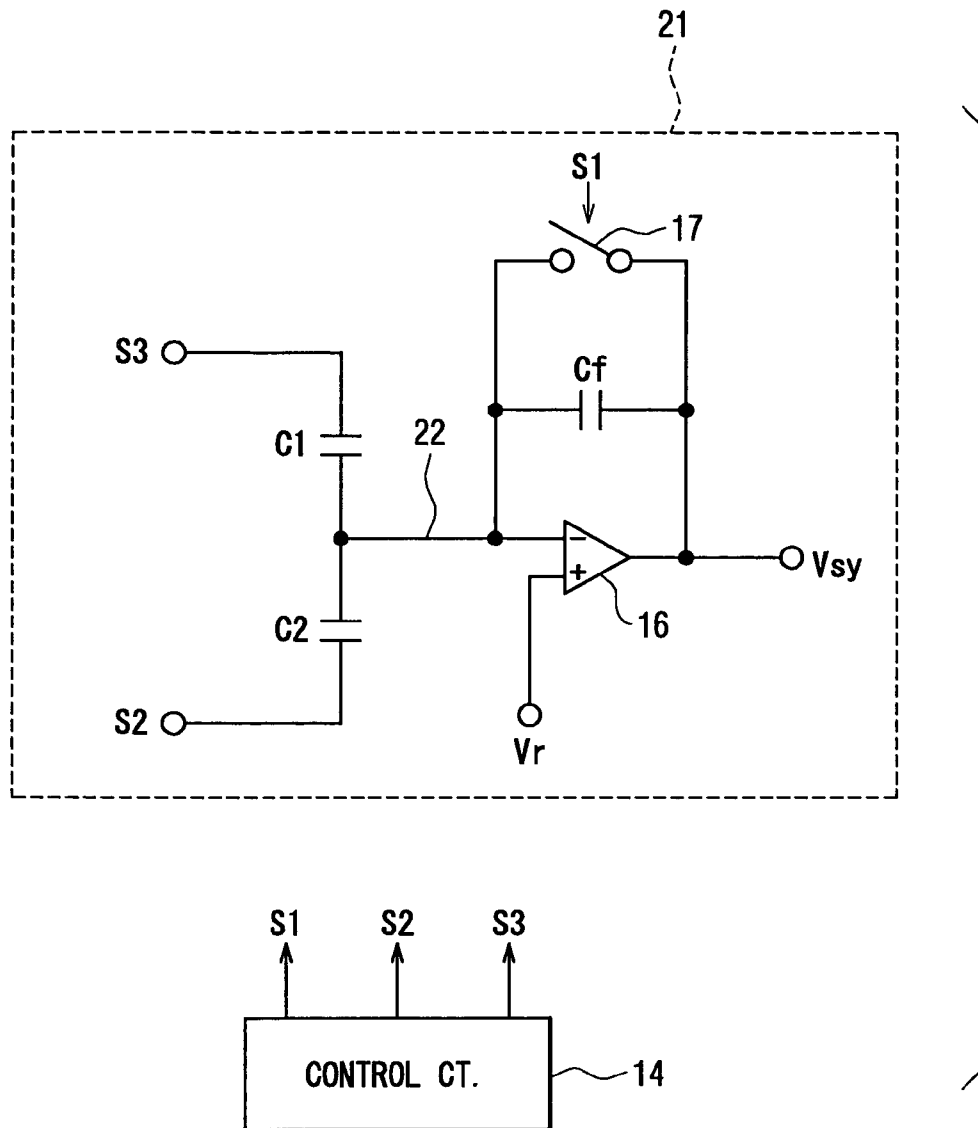 21
S1
17
S3
Cf
C1
22
-
+
Vsy
C2
16
S2
Vr
S1 S2 S3
CONTROL CT.
14